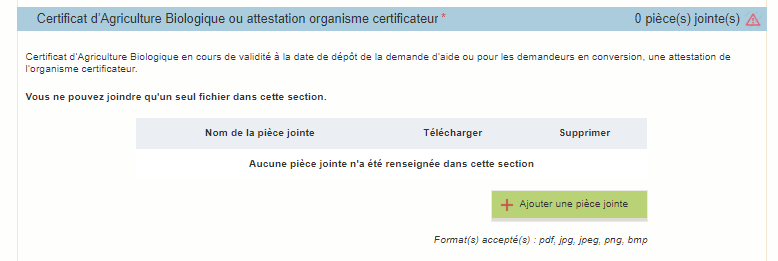 Certificat d'Agriculture Biologique ou attestation organisme certificateur * 0 pièce(s) jointe(s)
Certificat d'Agriculture Biologique en cours de validité à la date de dépôt de la demande d'aide ou pour les demandeurs en conversion, une attestation de
l'organisme certificateur.
Vous ne pouvez joindre qu'un seul fichier dans cette section.
Nom de la pièce jointe Télécharger Supprimer
Aucune pièce jointe n'a été renseignée dans cette section
Ajouter une pièce jointe
Format(s) accepté(s) : pdf, jpg, jpeg, png, bmp